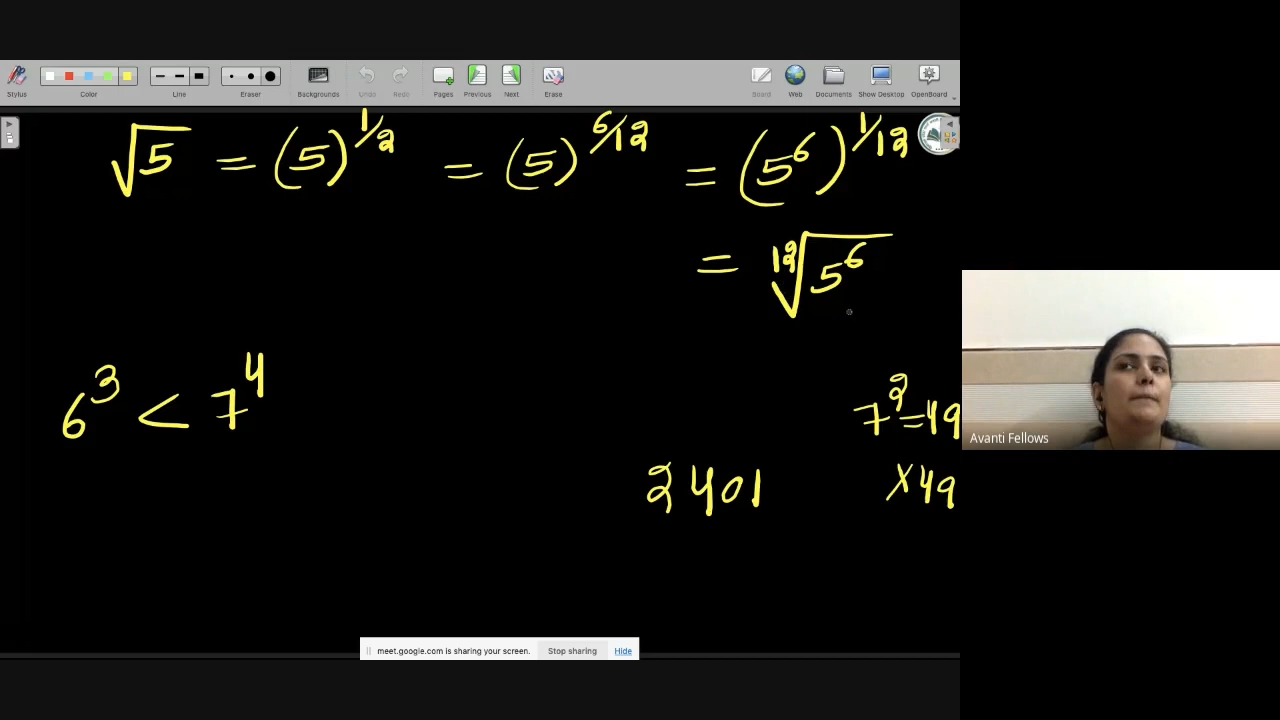 Stylus Color Line Eraser Backgrounds Undo Redo Pages Previous Next Erase Board Web Documents Show Desktop OpenBoard
√5 = (5)^1/2 = (5)^6/12 = (5^6)^1/12
= ¹²√5^6
6^3 < 7^4
7^2 = 49
2401 ×49
Avanti Fellows
meet.google.com is sharing your screen. Stop sharing Hide